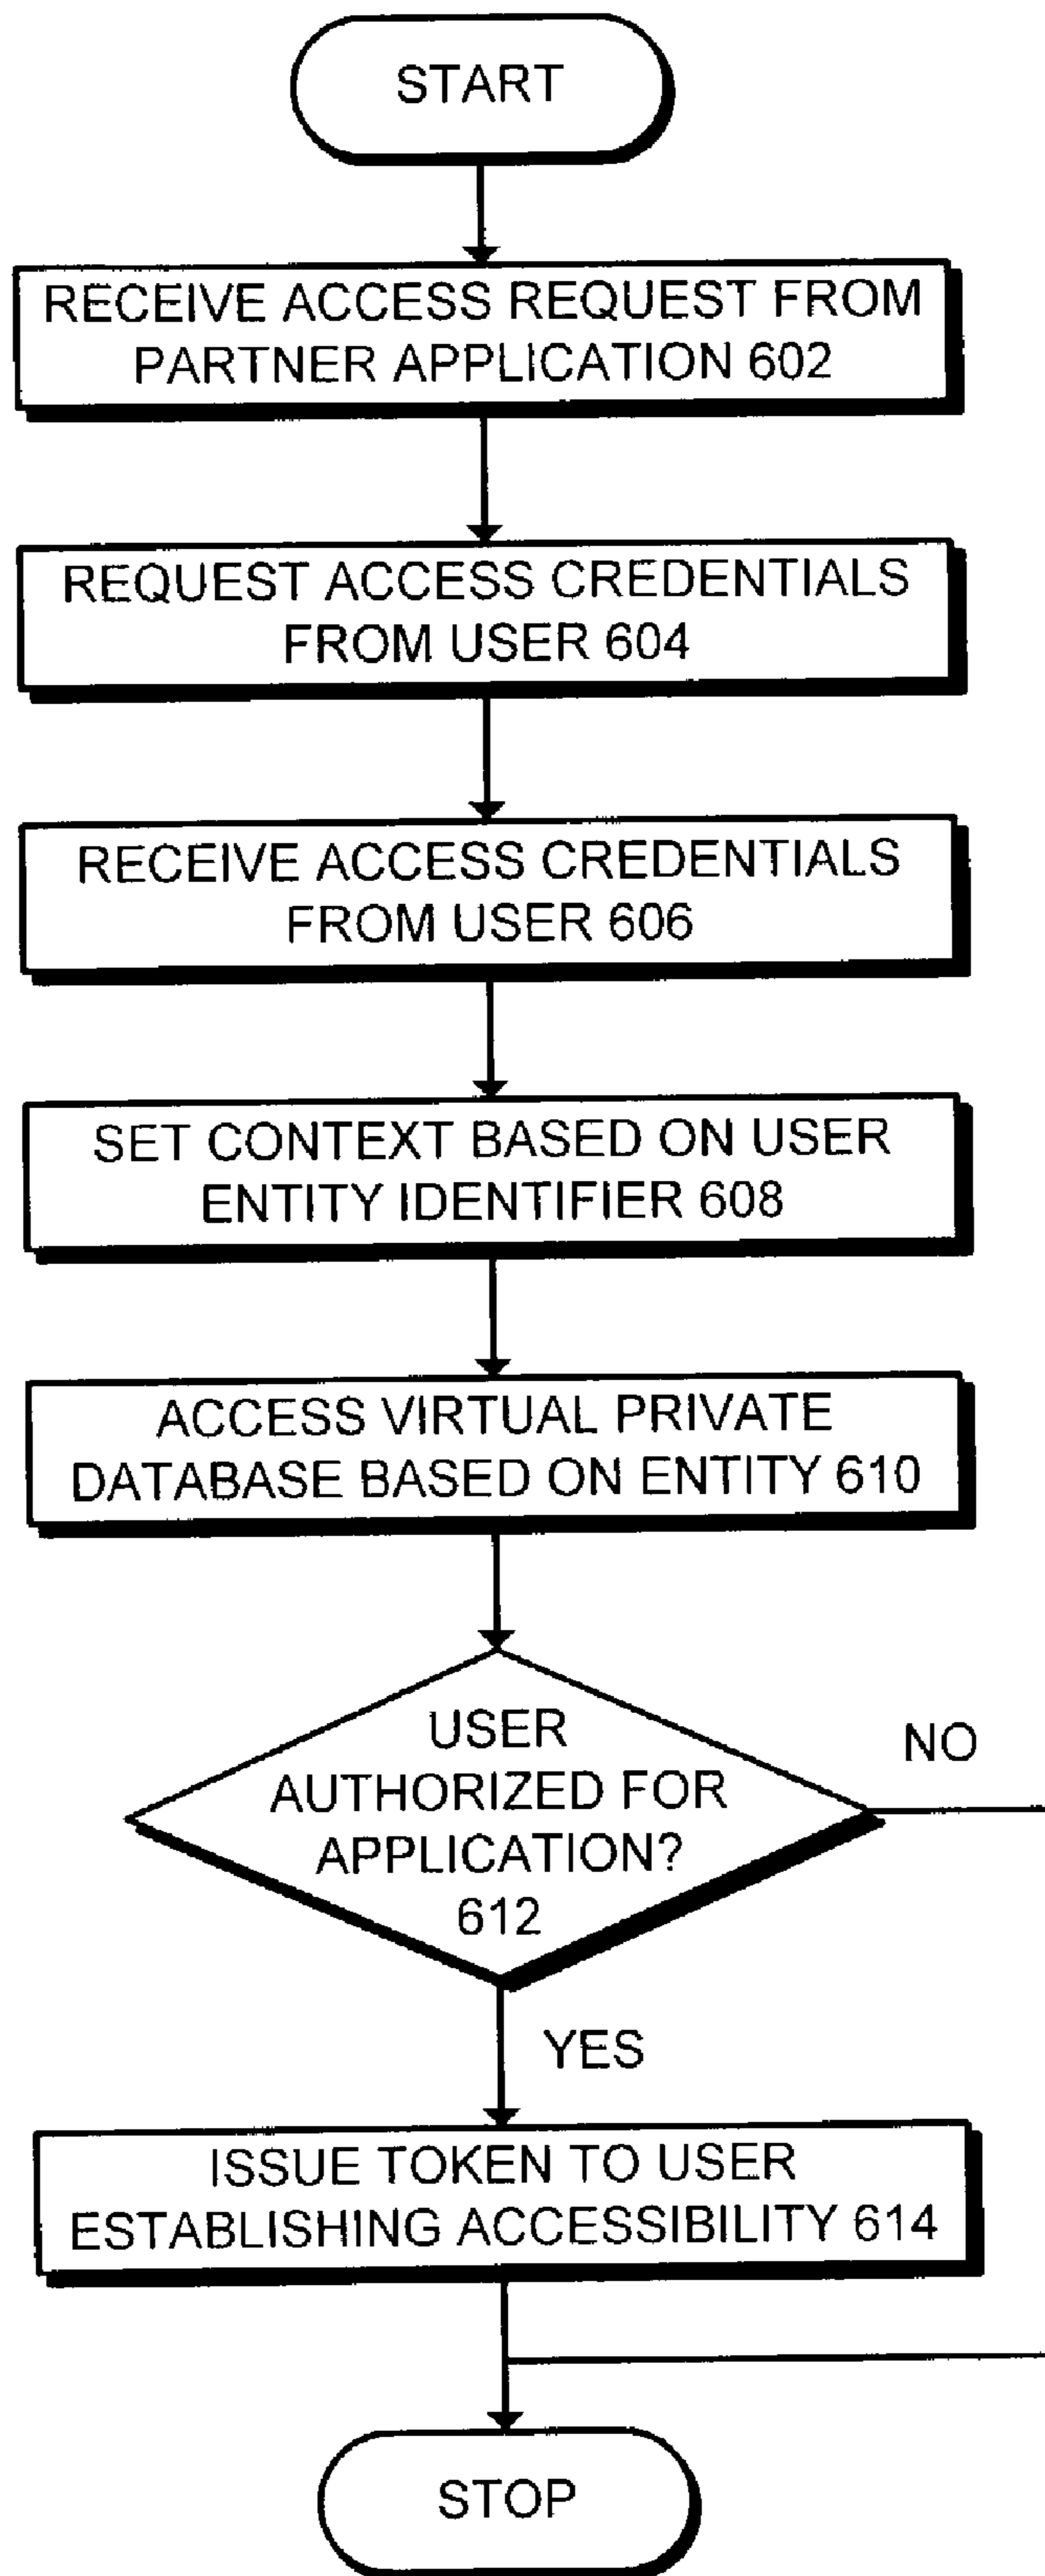 START
RECEIVE ACCESS REQUEST FROM
PARTNER APPLICATION 602
REQUEST ACCESS CREDENTIALS
FROM USER 604
RECEIVE ACCESS CREDENTIALS
FROM USER 606
SET CONTEXT BASED ON USER
ENTITY IDENTIFIER 608
ACCESS VIRTUAL PRIVATE
DATABASE BASED ON ENTITY 610
USER
AUTHORIZED FOR
APPLICATION?
612
NO
YES
ISSUE TOKEN TO USER
ESTABLISHING ACCESSIBILITY 614
STOP